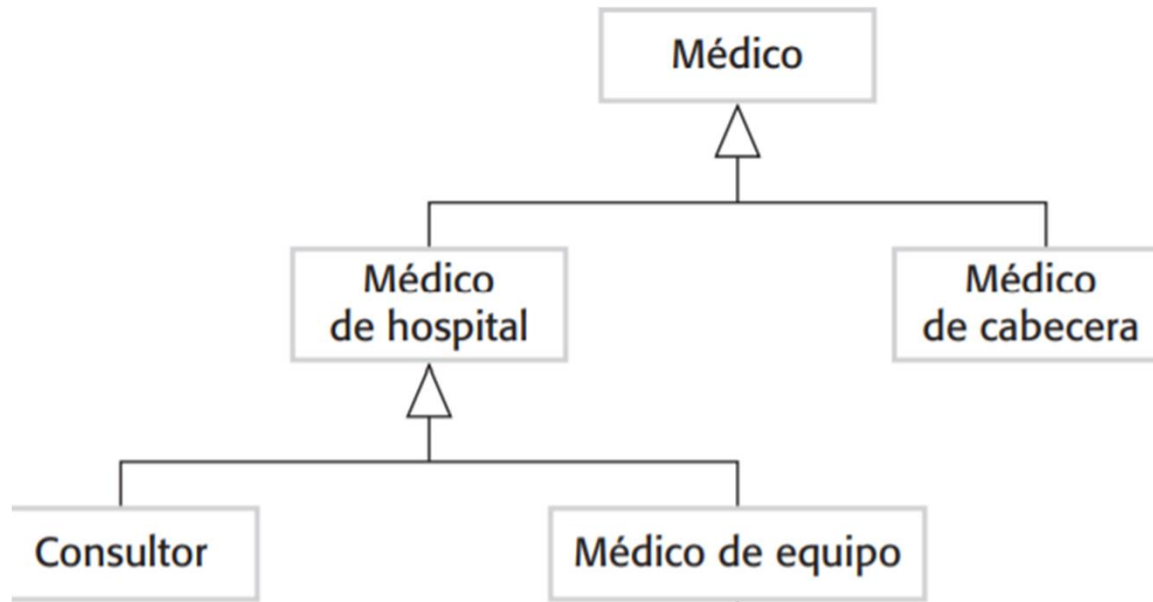 Médico
Médico
de hospital
Médico
de cabecera
Consultor
Médico de equipo